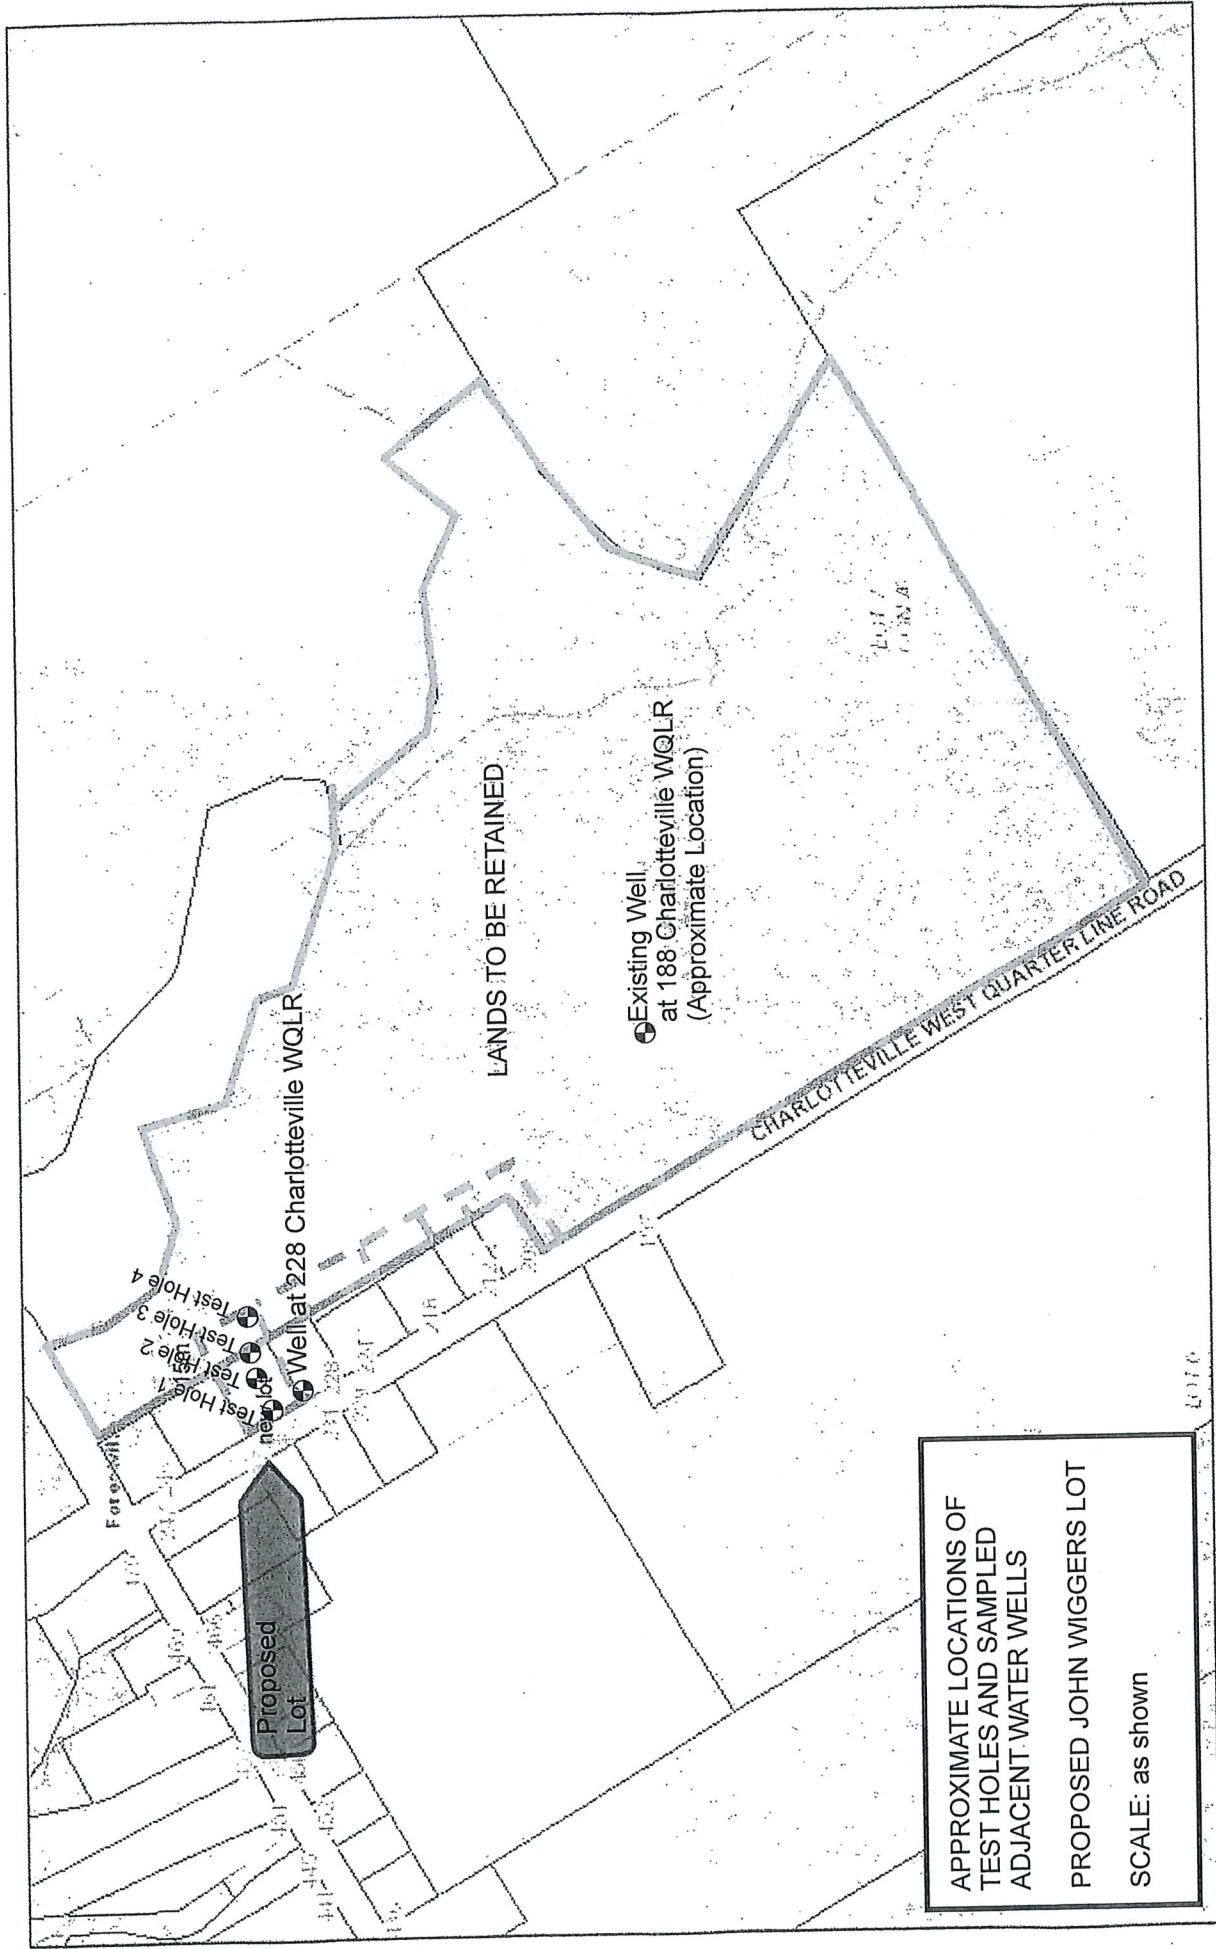 Test Hole 4
Test Hole 3
Test Hole 2
Test Hole 1
new lot
Well at 228 Charlotteville WQLR
Proposed
Lot
LANDS TO BE RETAINED
Existing Well,
at 188 Charlotteville WQLR
(Approximate Location)
CHARLOTTEVILLE WEST QUARTER LINE ROAD
APPROXIMATE LOCATIONS OF
TEST HOLES AND SAMPLED
ADJACENT WATER WELLS
PROPOSED JOHN WIGGERS LOT
SCALE: as shown